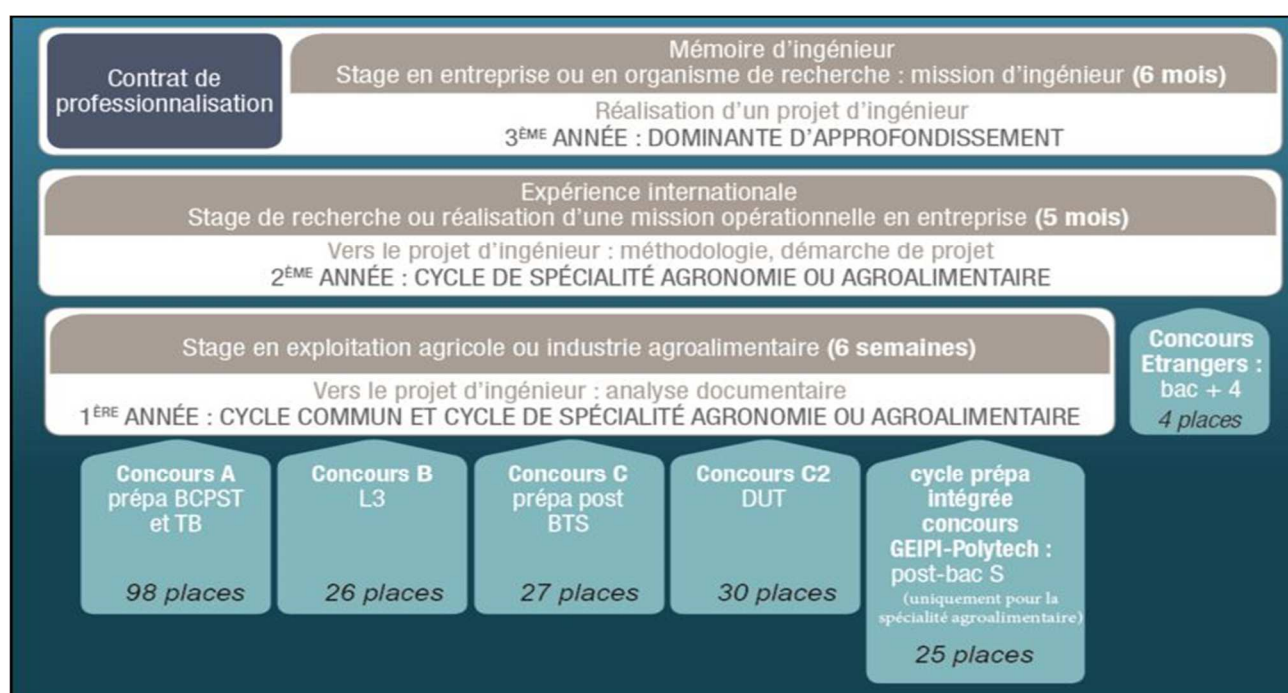 Contrat de
professionnalisation
Mémoire d'ingénieur
Stage en entreprise ou en organisme de recherche : mission d'ingénieur (6 mois)
Réalisation d'un projet d'ingénieur
3ÈME ANNÉE : DOMINANTE D'APPROFONDISSEMENT
Expérience internationale
Stage de recherche ou réalisation d'une mission opérationnelle en entreprise (5 mois)
Vers le projet d'ingénieur : méthodologie, démarche de projet
2ÈME ANNÉE : CYCLE DE SPÉCIALITÉ AGRONOMIE OU AGROALIMENTAIRE
Stage en exploitation agricole ou industrie agroalimentaire (6 semaines)
Vers le projet d'ingénieur : analyse documentaire
1ÈRE ANNÉE : CYCLE COMMUN ET CYCLE DE SPÉCIALITÉ AGRONOMIE OU AGROALIMENTAIRE
Concours
Etrangers :
bac + 4
4 places
Concours A
prépa BCPST
et TB
98 places
Concours B
L3
26 places
Concours C
prépa post
BTS
27 places
Concours C2
DUT
30 places
cycle prépa
intégrée
concours
GEIPI-Polytech :
post-bac S
(uniquement pour la
spécialité agroalimentaire)
25 places